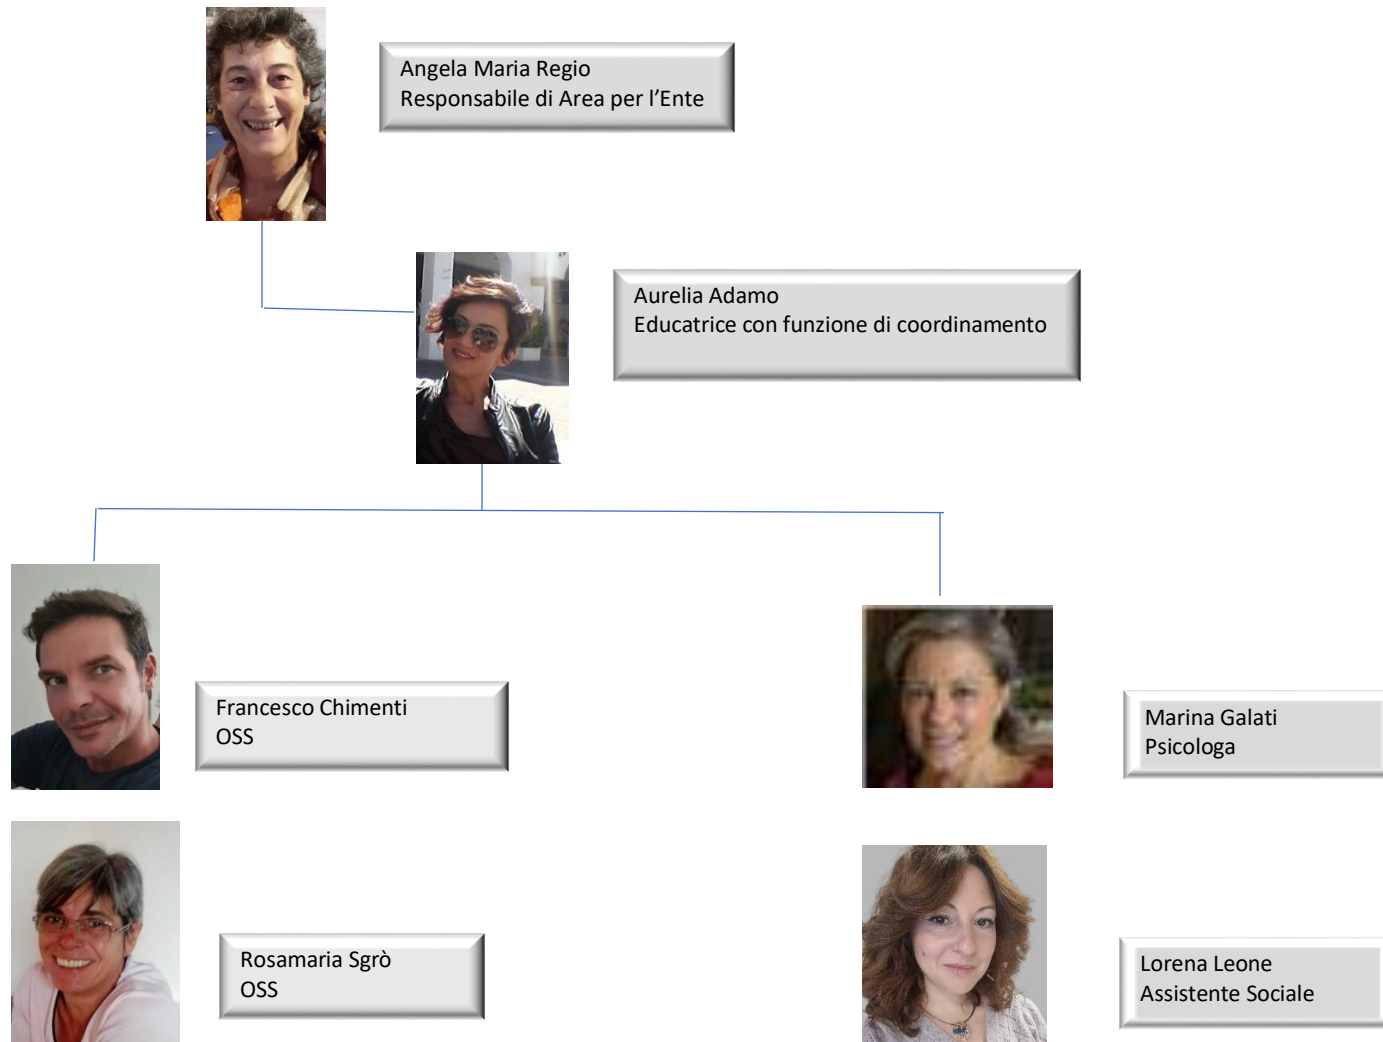 Angela Maria Regio
Responsabile di Area per l’Ente
Aurelia Adamo
Educatrice con funzione di coordinamento
Francesco Chimenti
OSS
Marina Galati
Psicologa
Rosamaria Sgrò
OSS
Lorena Leone
Assistente Sociale